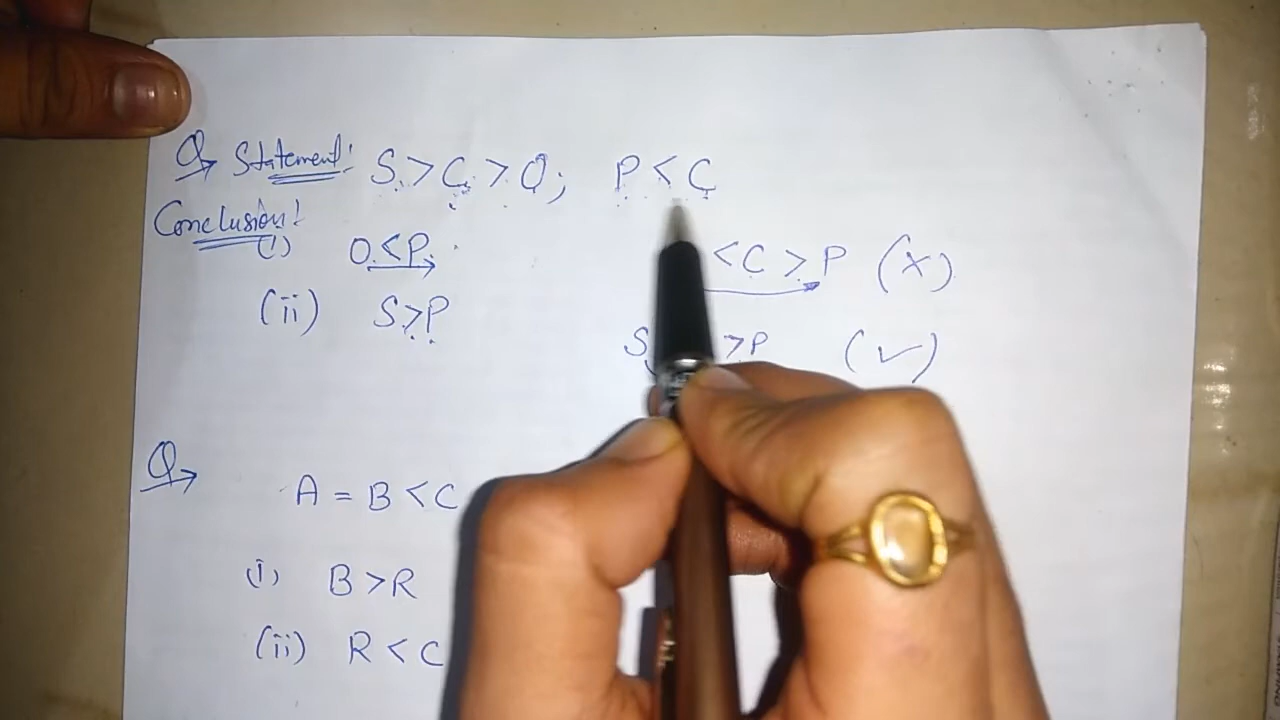 Q→ Statement: S > C > O; P < C
Conclusion:
(i) O < P < C > P (×)
(ii) S > P S > P (✓)
Q→ A = B < C
(i) B > R
(ii) R < C